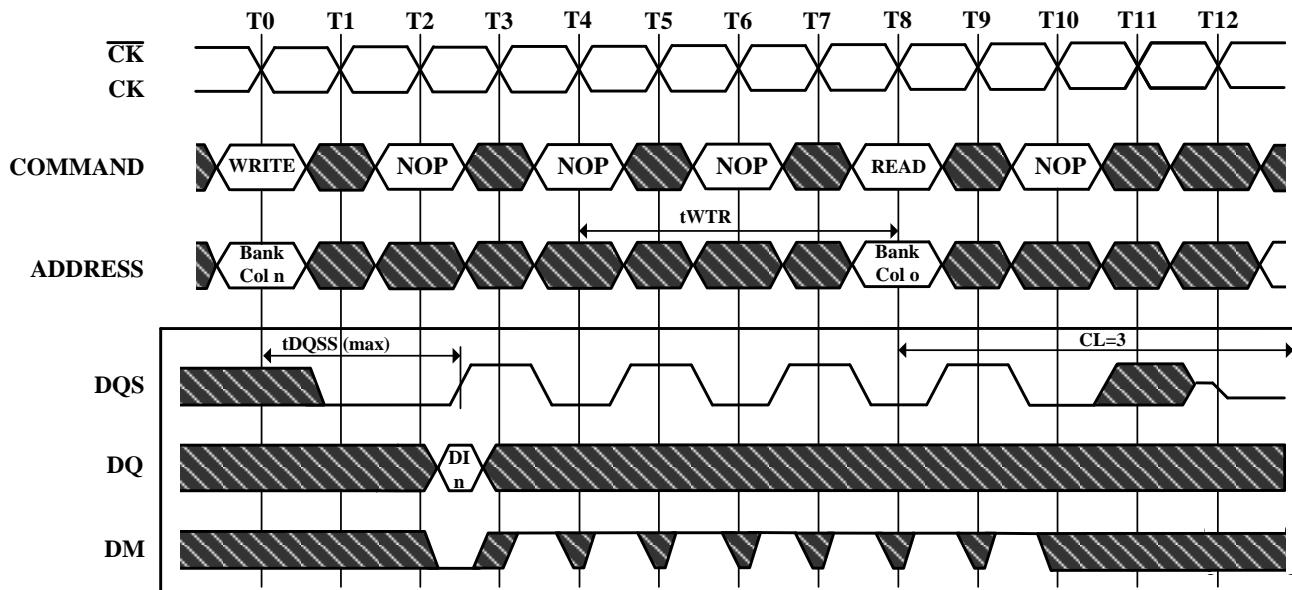 T0 T1 T2 T3 T4 T5 T6 T7 T8 T9 T10 T11 T12
CK
CK
COMMAND WRITE NOP NOP NOP READ NOP
tWTR
ADDRESS Bank Col n Bank Col o
tDQSS (max) CL=3
DQS
DQ DI n
DM